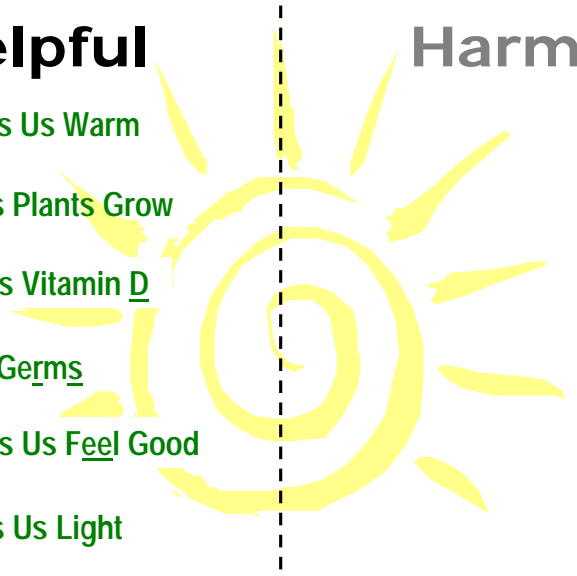 elpful Harm
s Us Warm
s Plants Grow
s Vitamin D
Germs
s Us Feel Good
s Us Light